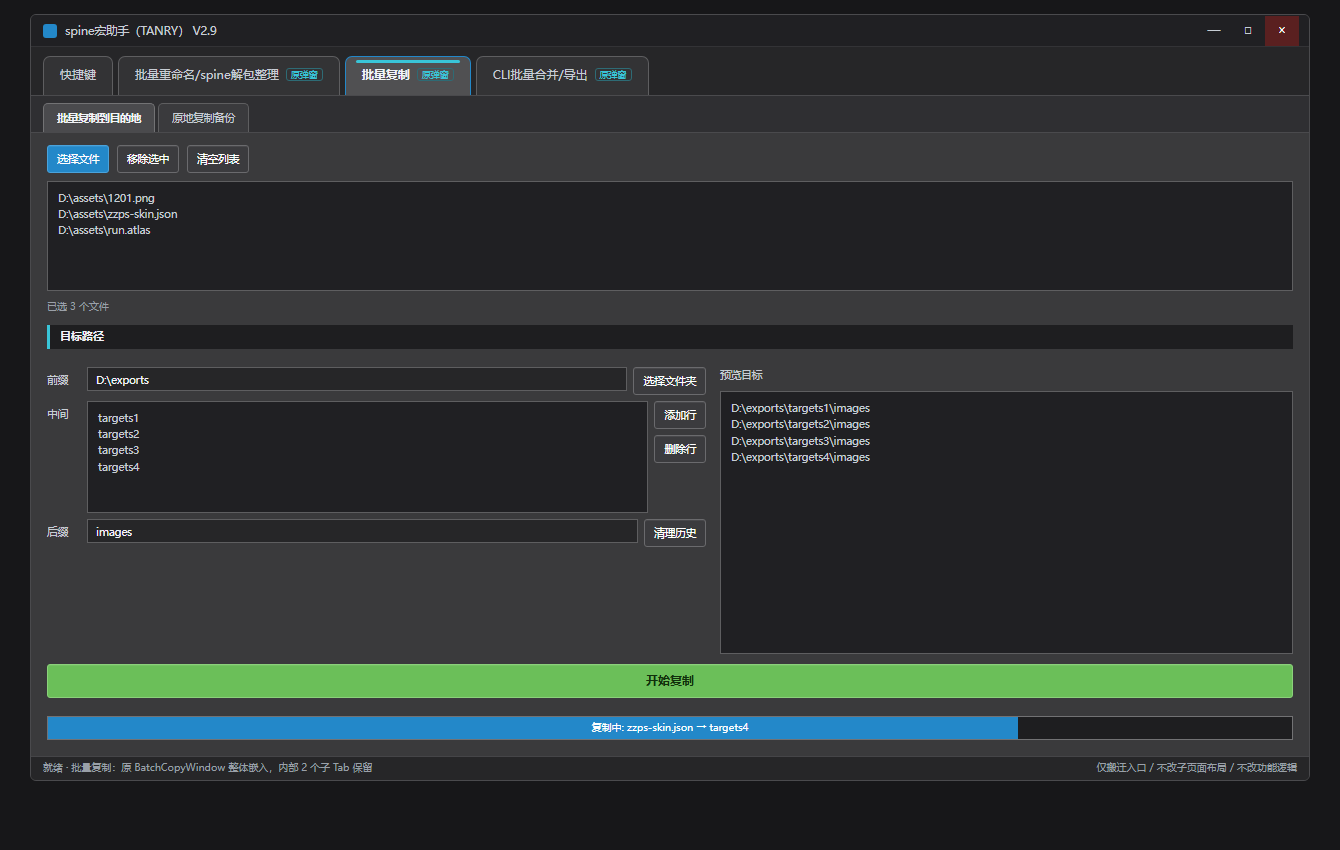 spine宏助手（TANRY） V2.9
快捷键
批量重命名/spine解包整理 原弹窗
批量复制 原弹窗
CLI批量合并/导出 原弹窗
批量复制到目的地
原地复制备份
选择文件
移除选中
清空列表
D:\assets\1201.png
D:\assets\zzps-skin.json
D:\assets\run.atlas
已选 3 个文件
目标路径
前缀
D:\exports
选择文件夹
中间
targets1
targets2
targets3
targets4
添加行
删除行
后缀
images
清理历史
预览目标
D:\exports\targets1\images
D:\exports\targets2\images
D:\exports\targets3\images
D:\exports\targets4\images
开始复制
复制中: zzps-skin.json → targets4
就绪 · 批量复制：原 BatchCopyWindow 整体嵌入，内部 2 个子 Tab 保留
仅搬迁入口 / 不改子页面布局 / 不改功能逻辑